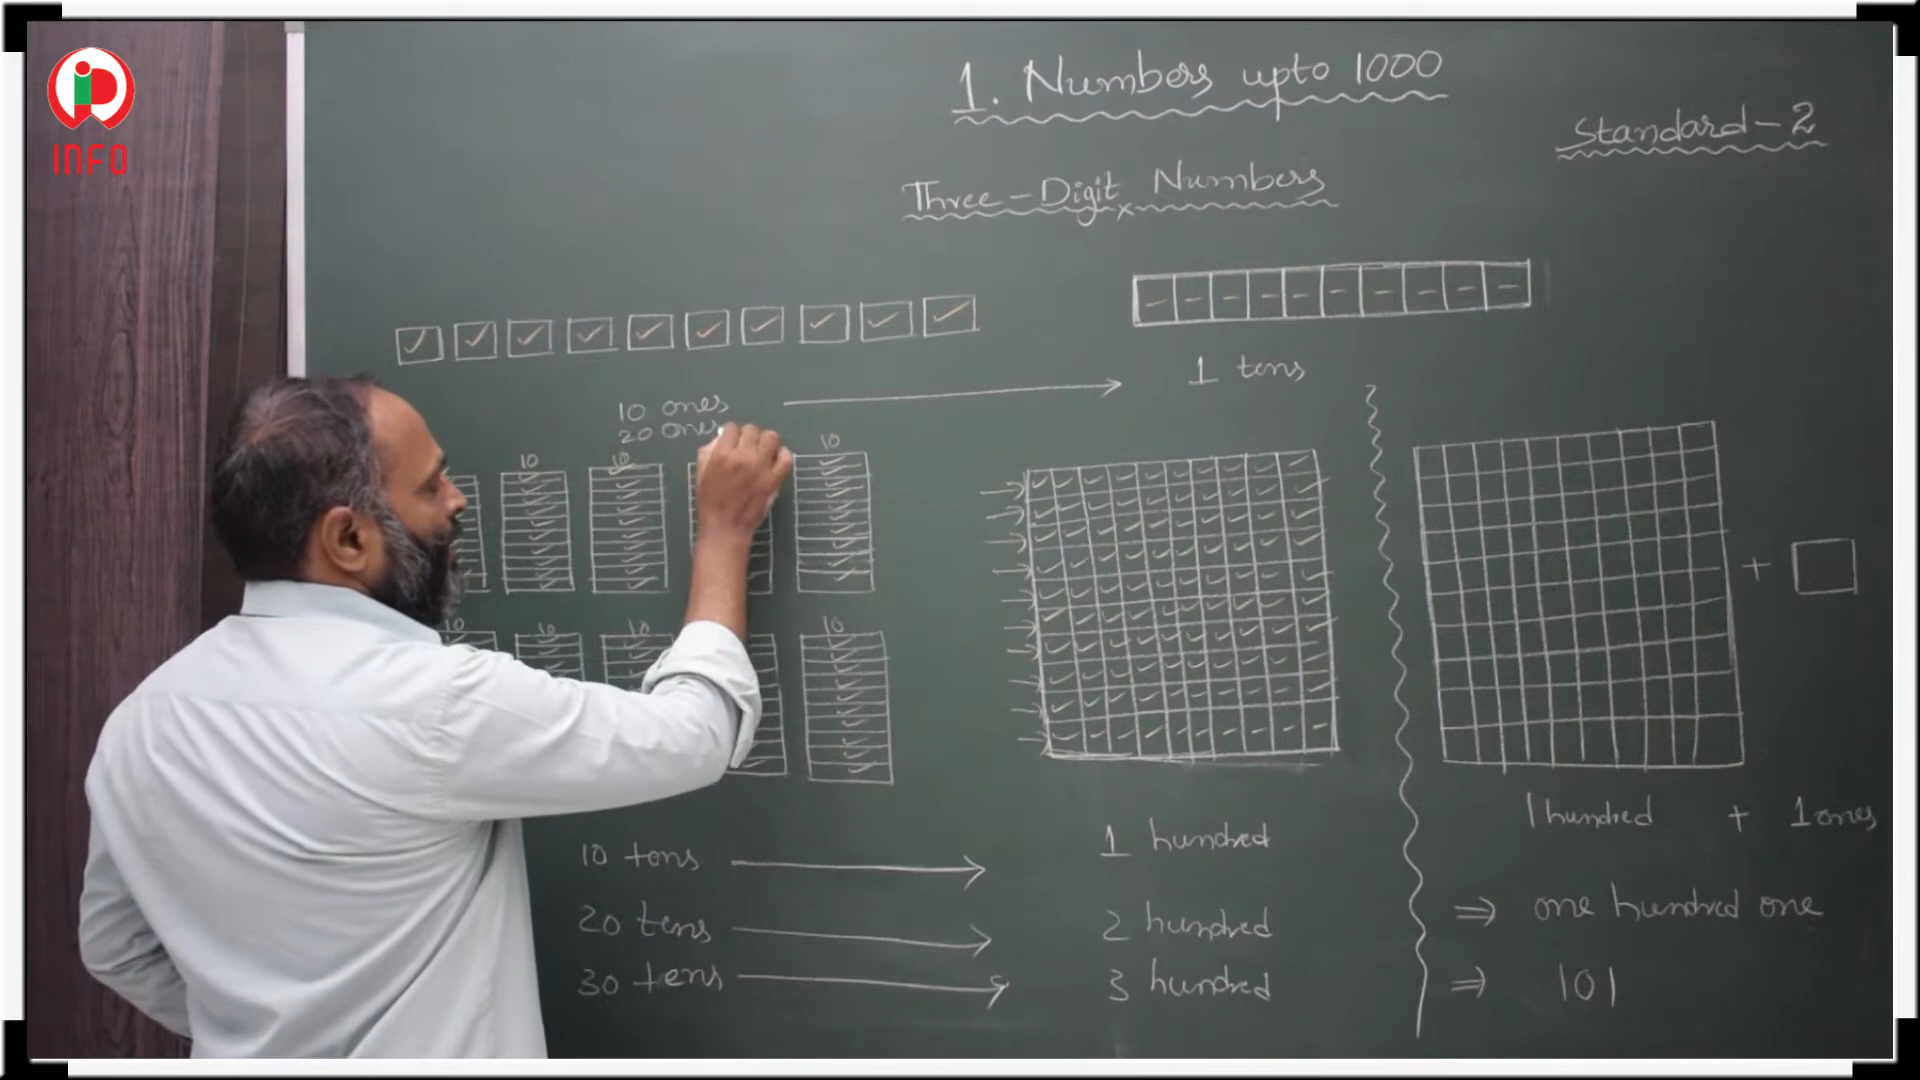 INFO
1. Numbers upto 1000
Standard - 2
Three - Digit Numbers
1 tens
10 ones
20 ones
10 10 10
10 10 10 10
1 hundred + 1 ones
10 tens 1 hundred
20 tens 2 hundred
⇒ one hundred one
30 tens 3 hundred
⇒ 101